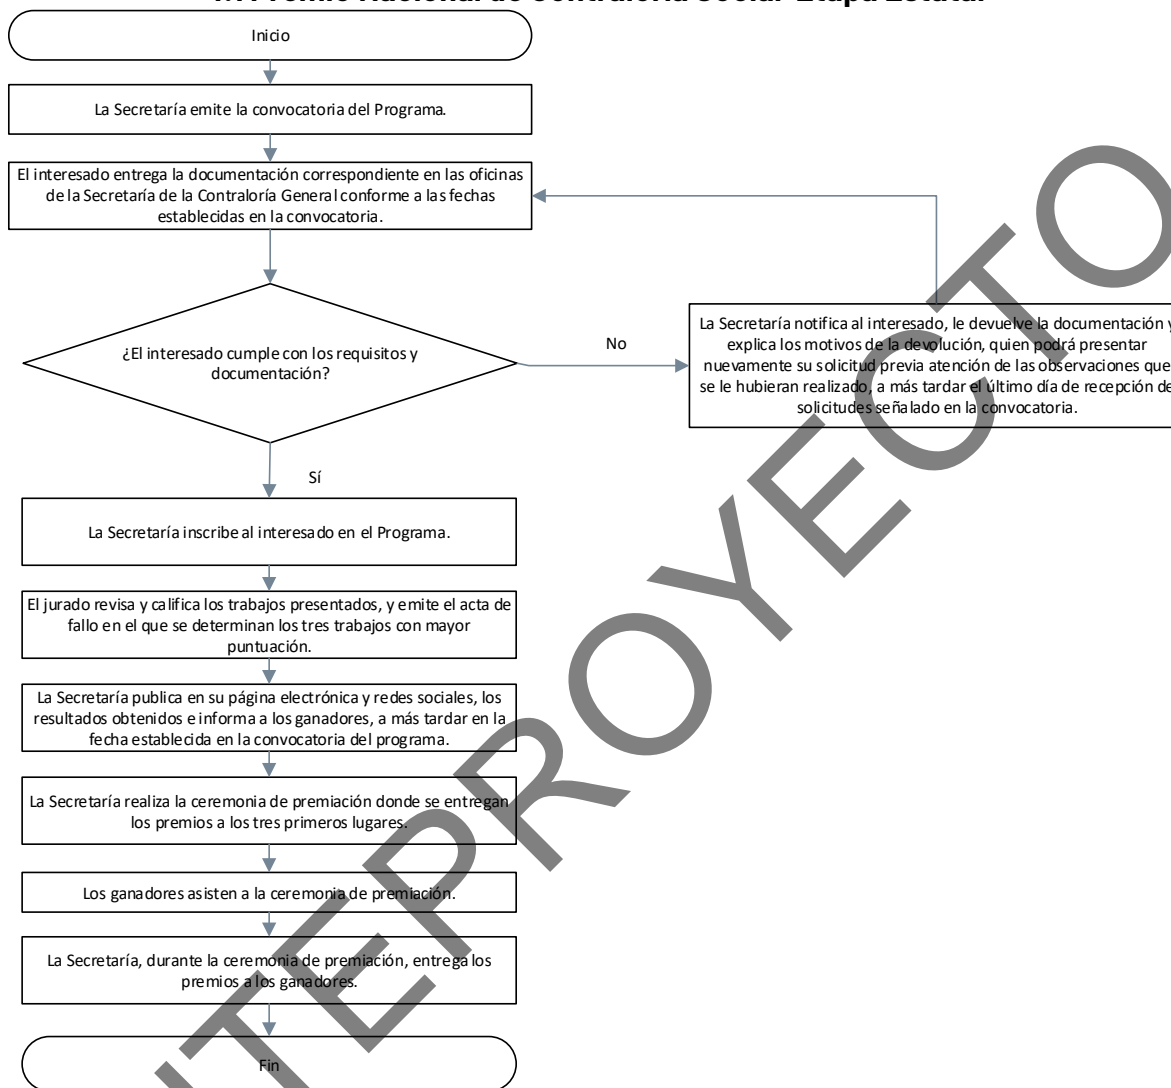 Premio Nacional de Contraloría Social Etapa Estatal
Inicio
La Secretaría emite la convocatoria del Programa.
El interesado entrega la documentación correspondiente en las oficinas
de la Secretaría de la Contraloría General conforme a las fechas
establecidas en la convocatoria.
¿El interesado cumple con los requisitos y
documentación?
No
La Secretaría notifica al interesado, le devuelve la documentación y
explica los motivos de la devolución, quien podrá presentar
nuevamente su solicitud previa atención de las observaciones que
se le hubieran realizado, a más tardar el último día de recepción de
solicitudes señalado en la convocatoria.
Sí
La Secretaría inscribe al interesado en el Programa.
El jurado revisa y califica los trabajos presentados, y emite el acta de
fallo en el que se determinan los tres trabajos con mayor
puntuación.
La Secretaría publica en su página electrónica y redes sociales, los
resultados obtenidos e informa a los ganadores, a más tardar en la
fecha establecida en la convocatoria del programa.
La Secretaría realiza la ceremonia de premiación donde se entregan
los premios a los tres primeros lugares.
Los ganadores asisten a la ceremonia de premiación.
La Secretaría, durante la ceremonia de premiación, entrega los
premios a los ganadores.
Fin
TEPROYECTO